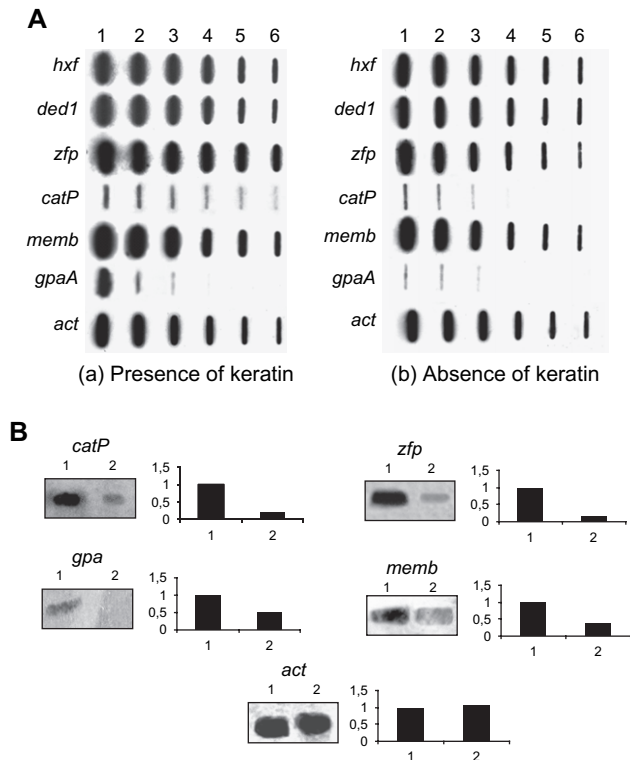 A
1 2 3 4 5 6
hxf
ded1
zfp
catP
memb
gpaA
act
(a) Presence of keratin
1 2 3 4 5 6
hxf
ded1
zfp
catP
memb
gpaA
act
(b) Absence of keratin
B
catP
1 2
1,5
1
0,5
0
1 2
zfp
1 2
1,5
1
0,5
0
1 2
gpa
1 2
1,5
1
0,5
0
1 2
memb
1 2
1,5
1
0,5
0
1 2
act
1 2
1,5
1
0,5
0
1 2